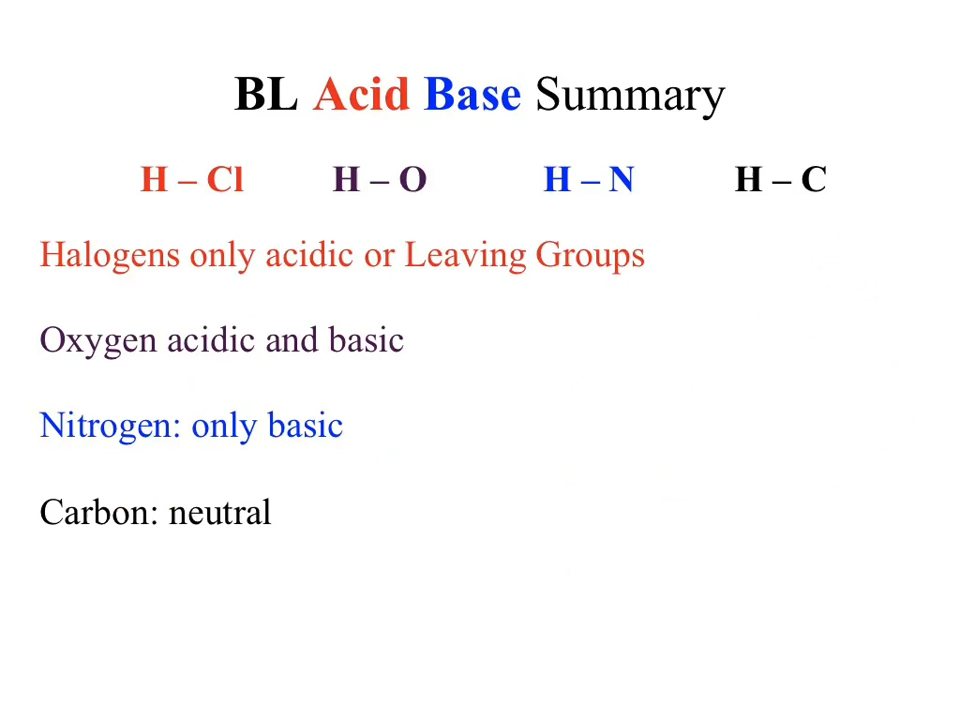 BL Acid Base Summary
H – Cl H – O H – N H – C
Halogens only acidic or Leaving Groups
Oxygen acidic and basic
Nitrogen: only basic
Carbon: neutral